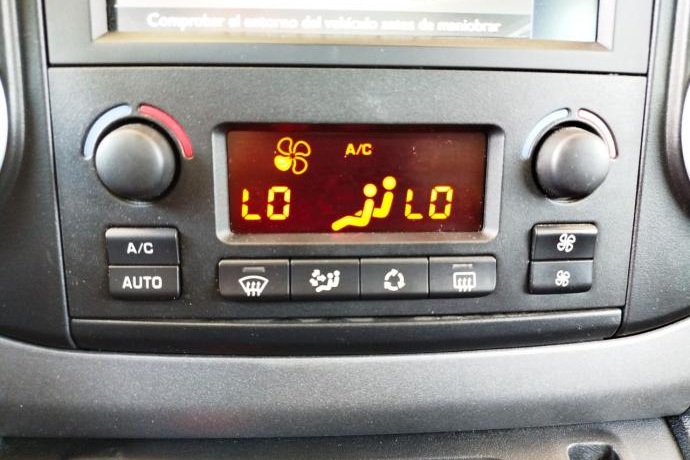 Comprobar el entorno del vehículo antes de maniobrar
A/C
LO LO
A/C
AUTO